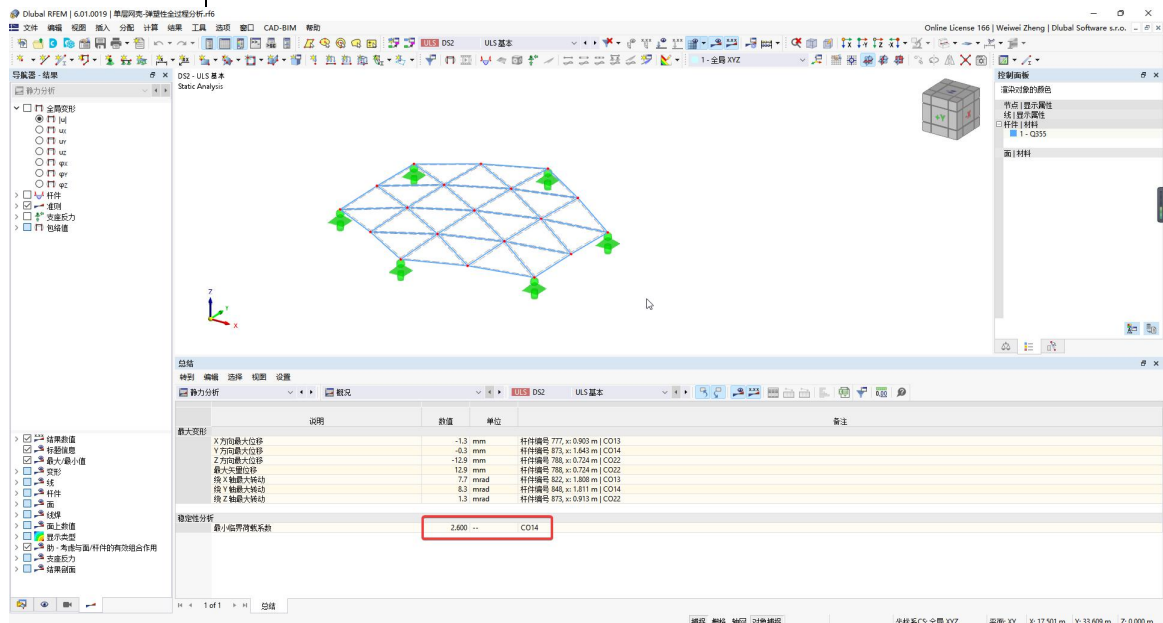 Dlubal RFEM | 6.01.0019 | 单层网壳-弹塑性全过程分析.rf6
文件 编辑 视图 插入 分配 计算 结果 工具 选项 窗口 CAD-BIM 帮助
Online License 166 | Weiwei Zheng | Dlubal Software s.r.o.
ULS DS2 ULS基本
1 - 全局 XYZ
导航器 - 结果
静力分析
全局变形
|u|
ux
uy
uz
φx
φy
φz
杆件
准则
支座反力
包络值
DS2 - ULS 基本
Static Analysis
+Y
-X
Z
Y
X
控制面板
渲染对象的颜色
节点 | 显示属性
线 | 显示属性
杆件 | 材料
1 - Q355
面 | 材料
总结
转到 编辑 选择 视图 设置
静力分析 概况 ULS DS2 ULS基本
说明 数值 单位 备注
最大变形
X 方向最大位移 -1.3 mm 杆件编号 777, x: 0.903 m | CO13
Y 方向最大位移 -0.3 mm 杆件编号 873, x: 1.643 m | CO14
Z 方向最大位移 -12.9 mm 杆件编号 788, x: 0.724 m | CO22
最大矢量位移 12.9 mm 杆件编号 788, x: 0.724 m | CO22
绕 X 轴最大转动 7.7 mrad 杆件编号 822, x: 1.808 m | CO13
绕 Y 轴最大转动 8.3 mrad 杆件编号 848, x: 1.811 m | CO14
绕 Z 轴最大转动 1.3 mrad 杆件编号 873, x: 0.913 m | CO22
稳定性分析
最小临界荷载系数 2.600 -- CO14
结果数值
标题信息
最大/最小值
变形
线
杆件
面
线焊
面上数值
显示类型
肋 - 考虑与面/杆件的有效组合作用
支座反力
结果剖面
1 of 1 总结
捕捉 栅格 轴网 对象捕捉
坐标系CS: 全局 XYZ 平面: XY X: 17.501 m Y: 33.609 m Z: 0.000 m